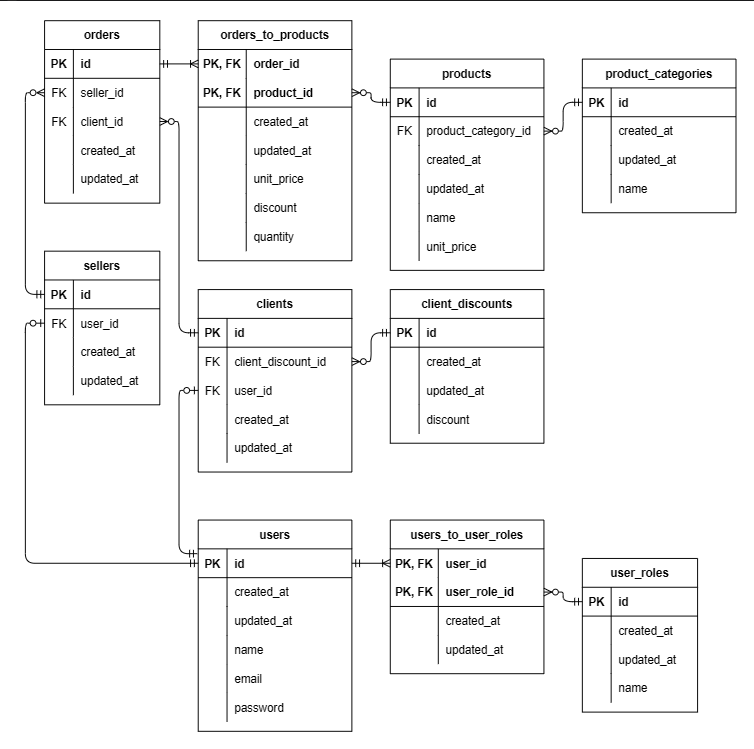 orders
PK id
FK seller_id
FK client_id
created_at
updated_at
orders_to_products
PK, FK order_id
PK, FK product_id
created_at
updated_at
unit_price
discount
quantity
products
PK id
FK product_category_id
created_at
updated_at
name
unit_price
product_categories
PK id
created_at
updated_at
name
sellers
PK id
FK user_id
created_at
updated_at
clients
PK id
FK client_discount_id
FK user_id
created_at
updated_at
client_discounts
PK id
created_at
updated_at
discount
users
PK id
created_at
updated_at
name
email
password
users_to_user_roles
PK, FK user_id
PK, FK user_role_id
created_at
updated_at
user_roles
PK id
created_at
updated_at
name